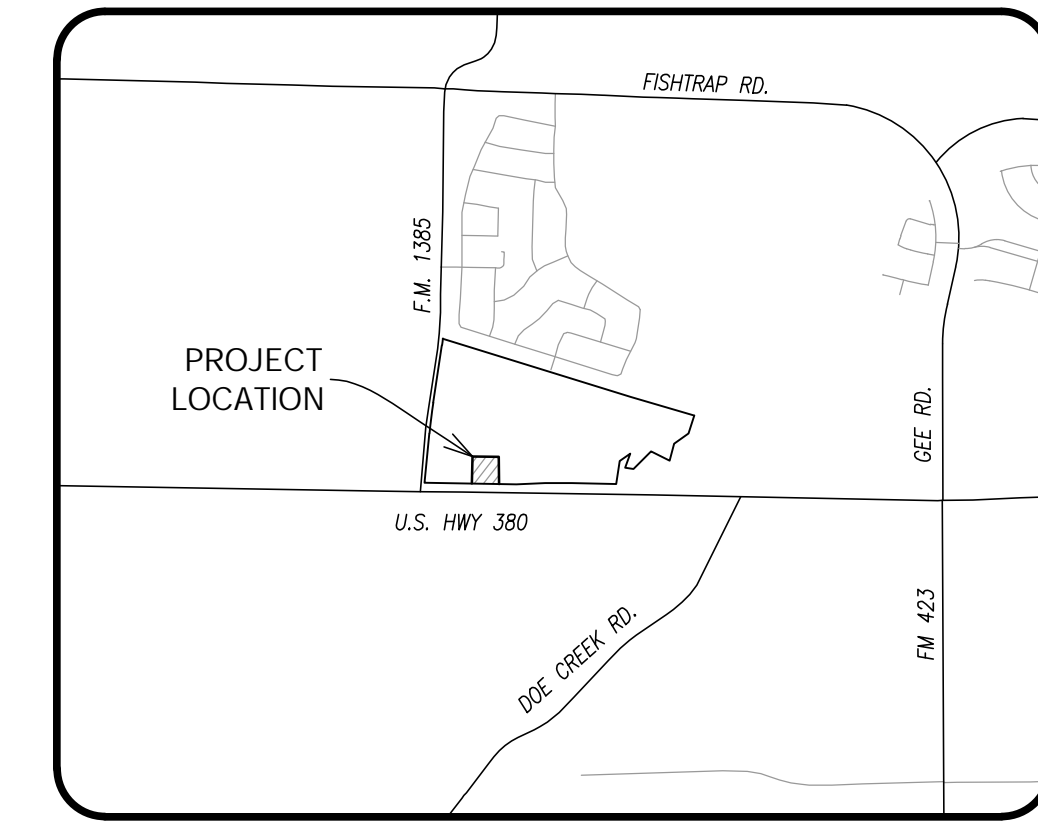 FISHTRAP RD.
F.M. 1385
PROJECT
LOCATION
GEE RD.
U.S. HWY 380
FM 423
DOE CREEK RD.